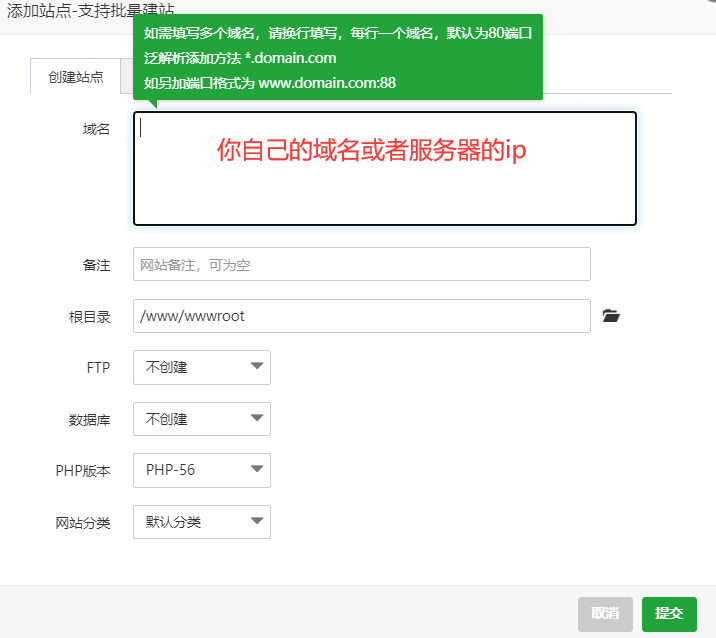 添加站点-支持批量建站
如需填写多个域名，请换行填写，每行一个域名，默认为80端口
泛解析添加方法 *.domain.com
如另加端口格式为 www.domain.com:88
创建站点
域名
你自己的域名或者服务器的ip
备注
网站备注，可为空
根目录
/www/wwwroot
FTP
不创建
数据库
不创建
PHP版本
PHP-56
网站分类
默认分类
取消
提交